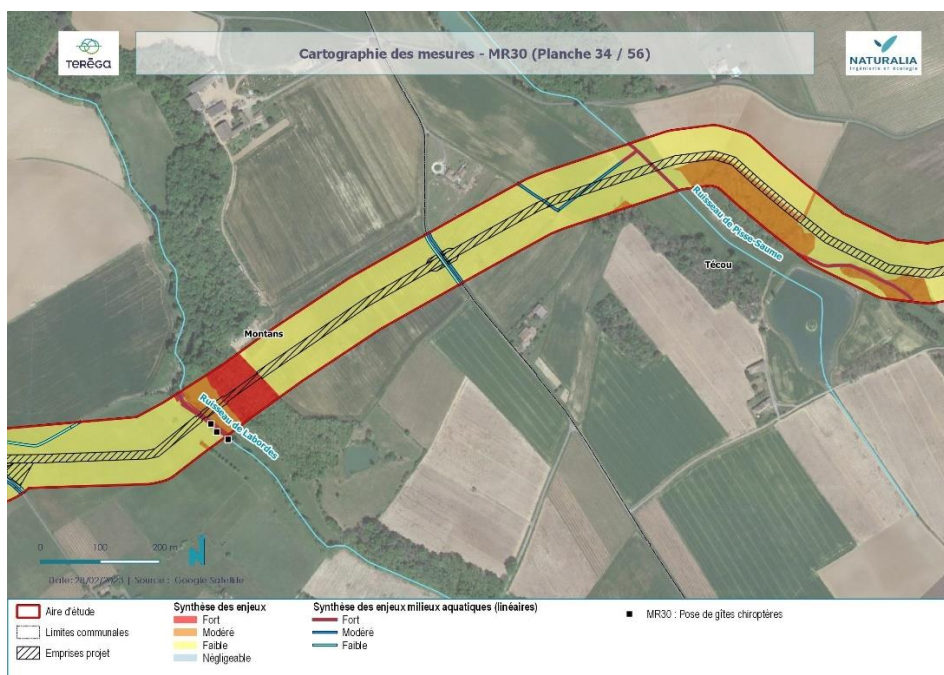 TERĒGA
Cartographie des mesures - MR30 (Planche 34 / 56)
NATURALIA
Ingénierie en écologie
Ruisseau de Pisse-Saume
Técou
Montans
Ruisseau de Labordes
0 100 200 m
Date: 28/02/2023 | Source : Google Satellite
Aire d'étude
Limites communales
Emprises projet
Synthèse des enjeux
Fort
Modéré
Faible
Négligeable
Synthèse des enjeux milieux aquatiques (linéaires)
Fort
Modéré
Faible
MR30 : Pose de gîtes chiroptères